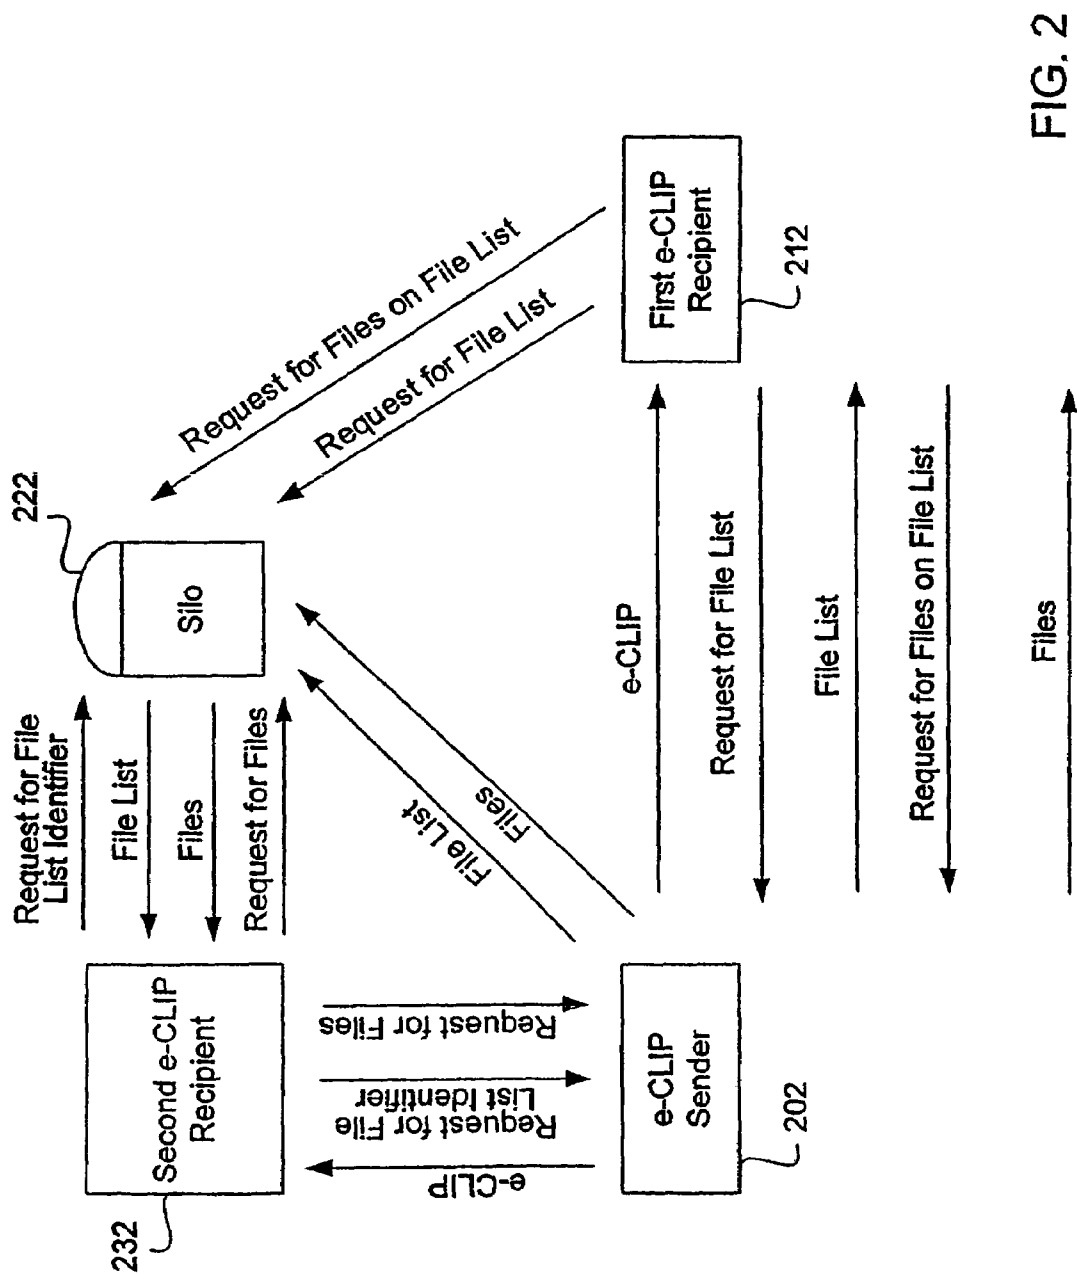 232
Second e-CLIP
Recipient
Request for File
List Identifier
File List
Files
Request for Files
222
Silo
Request for Files on File List
Request for File List
e-CLIP
Request for File
List Identifier
Request for Files
File List
Files
e-CLIP
Sender
202
e-CLIP
Request for File List
File List
Request for Files on File List
Files
First e-CLIP
Recipient
212
FIG. 2